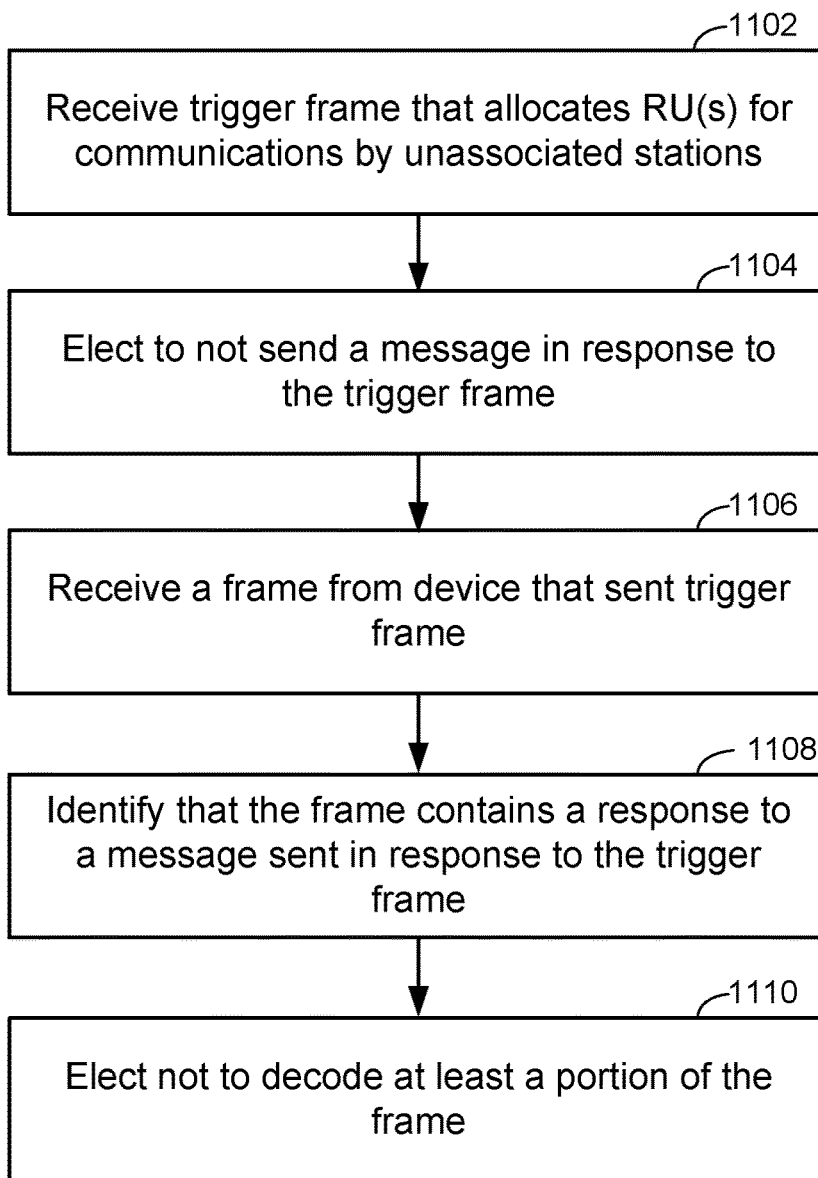 1102
Receive trigger frame that allocates RU(s) for
communications by unassociated stations
1104
Elect to not send a message in response to
the trigger frame
1106
Receive a frame from device that sent trigger
frame
1108
Identify that the frame contains a response to
a message sent in response to the trigger
frame
1110
Elect not to decode at least a portion of the
frame